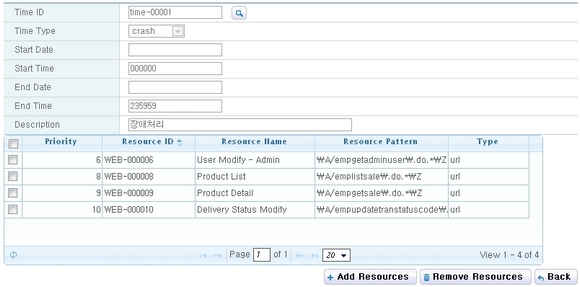 Time ID time-00001
Time Type crash
Start Date
Start Time 000000
End Date
End Time 235959
Description 장애처리
Priority Resource ID Resource Name Resource Pattern Type
6 WEB-000006 User Modify - Admin ₩A/empgetadminuser₩.do.*₩Z url
8 WEB-000008 Product List ₩A/emplistsale₩.do.*₩Z url
9 WEB-000009 Product Detail ₩A/empgetsale₩.do.*₩Z url
10 WEB-000010 Delivery Status Modify ₩A/empupdatetranstatuscode₩. url
Page 1 of 1 20 View 1 - 4 of 4
Add Resources Remove Resources Back